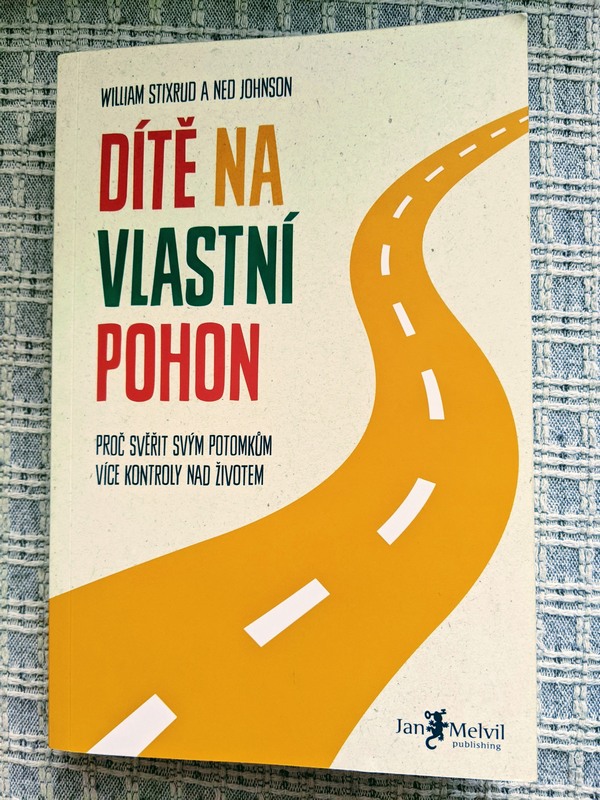 WILLIAM STIXRUD A NED JOHNSON
DÍTĚ NA
VLASTNÍ
POHON
PROČ SVĚŘIT SVÝM POTOMKŮM
VÍCE KONTROLY NAD ŽIVOTEM
Jan Melvil
publishing